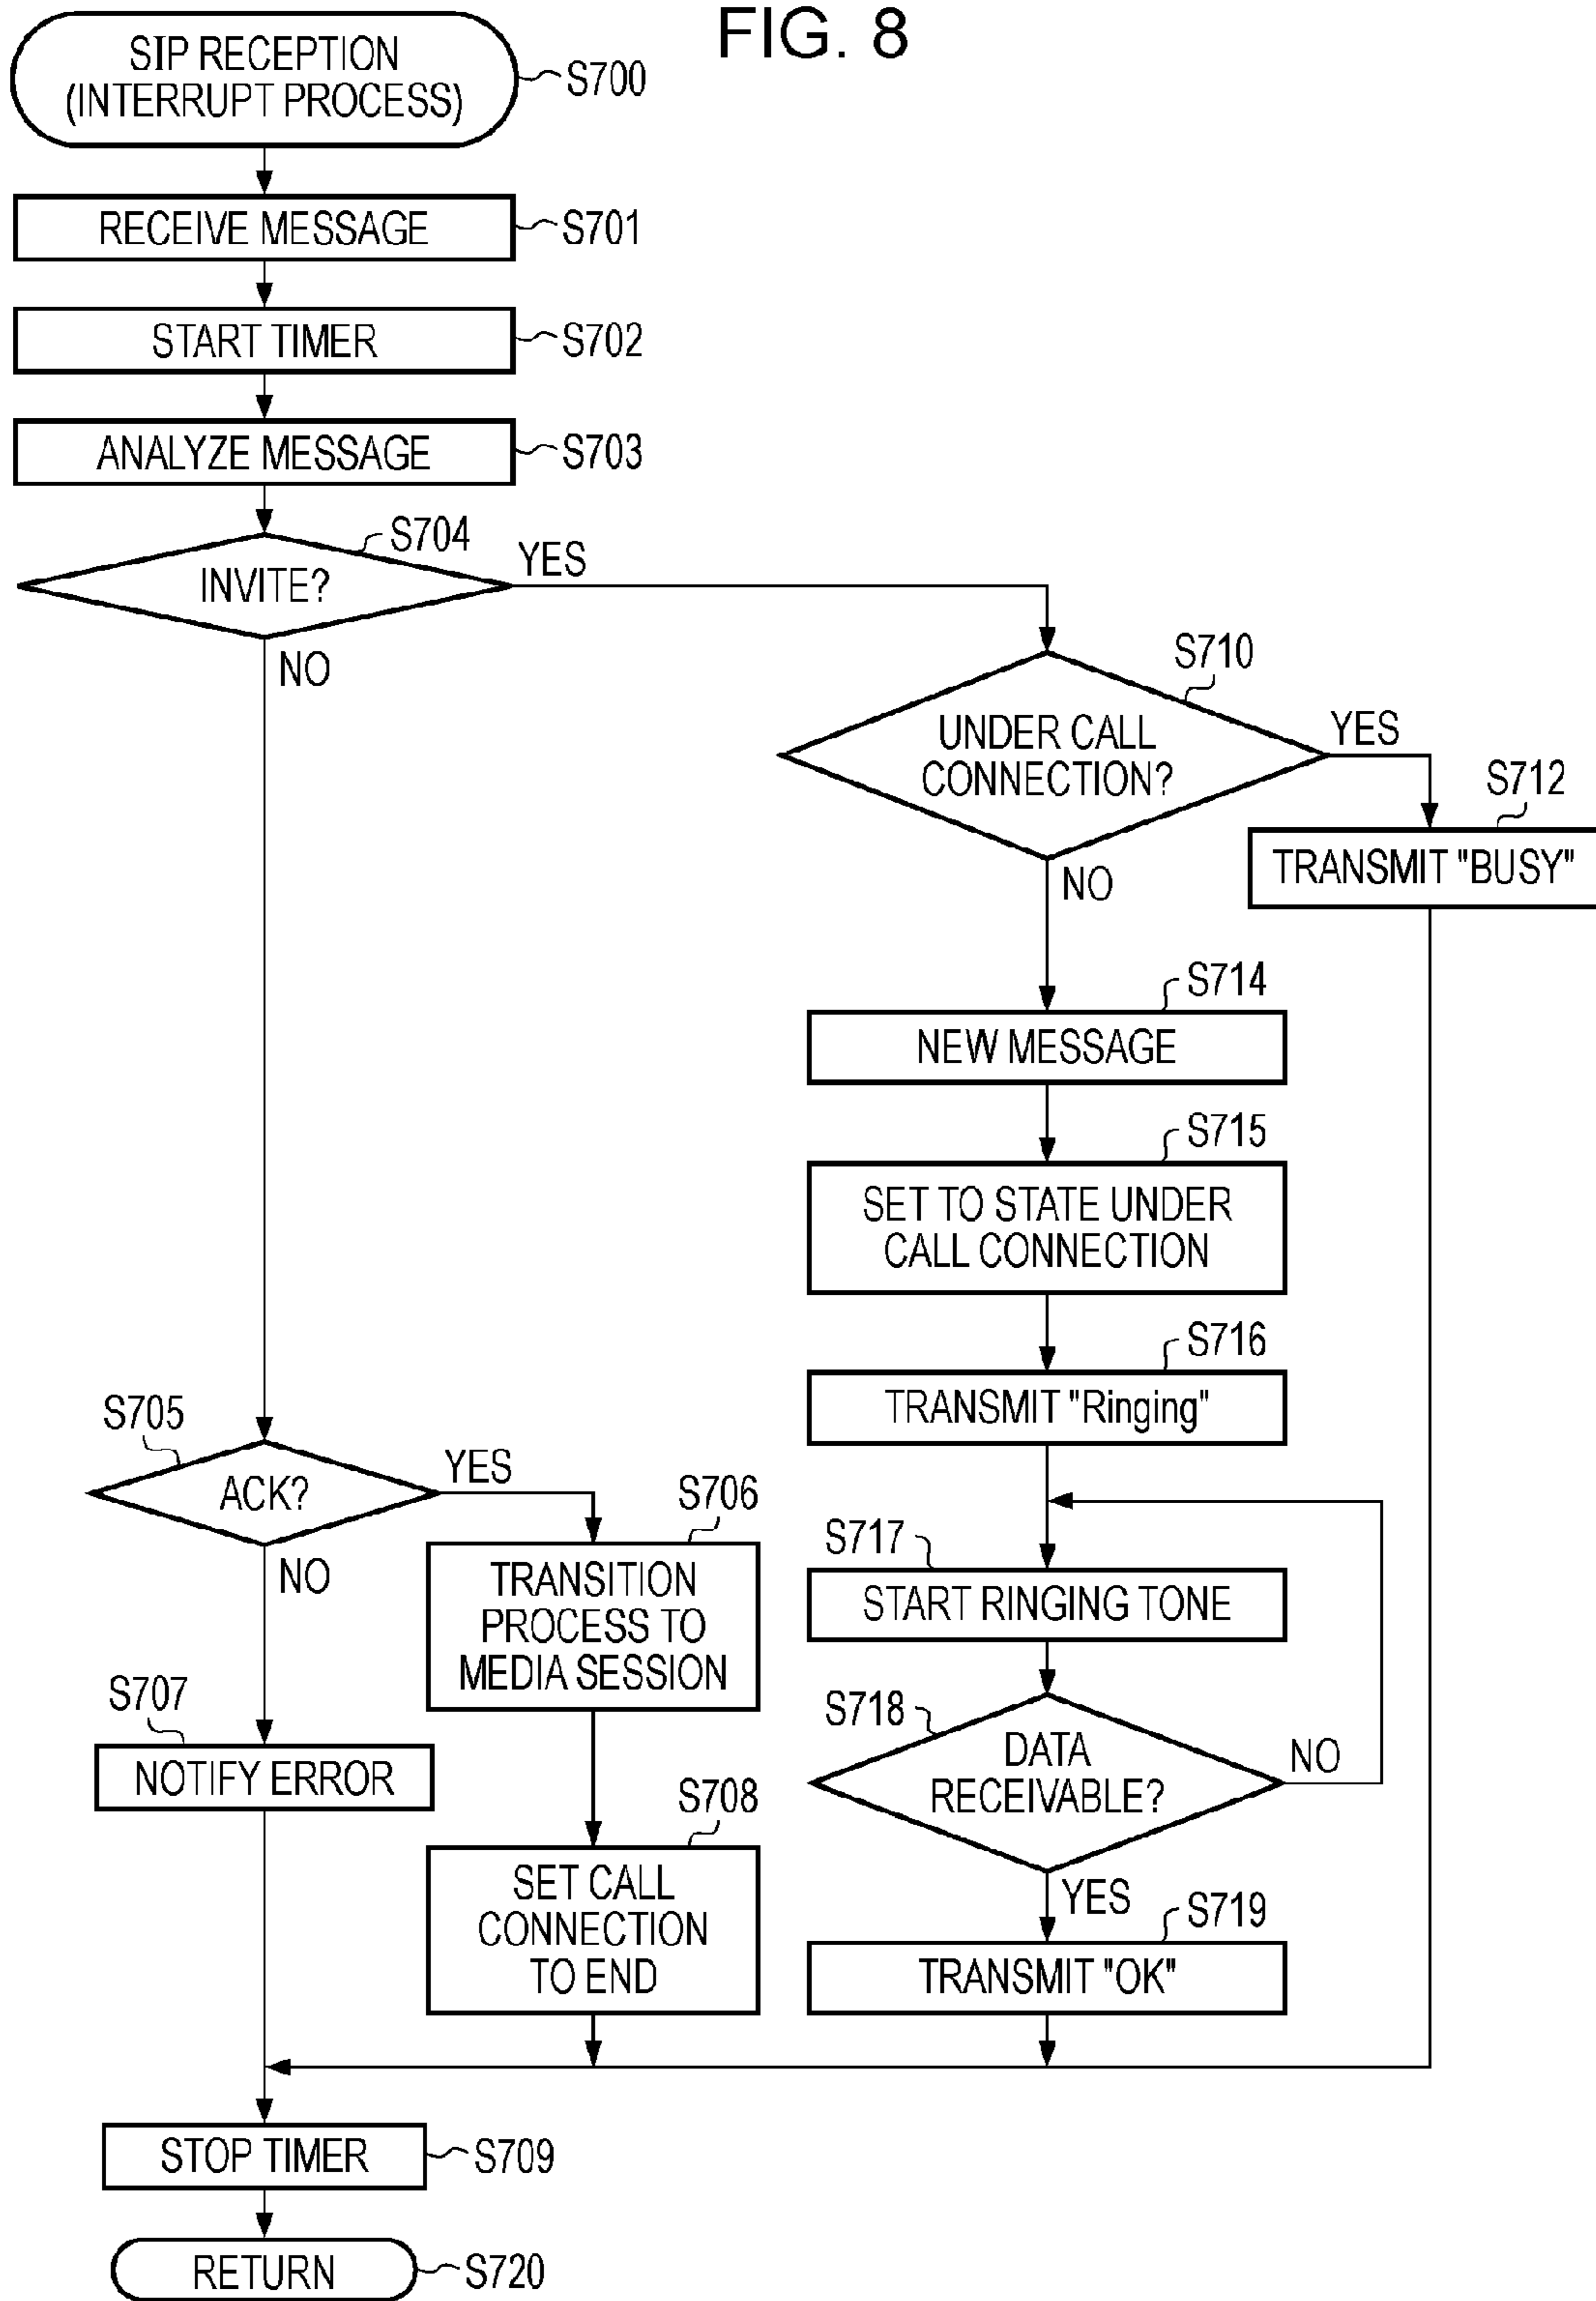 FIG. 8
SIP RECEPTION
(INTERRUPT PROCESS)
S700
RECEIVE MESSAGE
S701
START TIMER
S702
ANALYZE MESSAGE
S703
S704
INVITE?
YES
NO
S710
UNDER CALL
CONNECTION?
YES
NO
S712
TRANSMIT "BUSY"
S714
NEW MESSAGE
S715
SET TO STATE UNDER
CALL CONNECTION
S716
TRANSMIT "Ringing"
S705
ACK?
YES
NO
S706
TRANSITION
PROCESS TO
MEDIA SESSION
S717
START RINGING TONE
S707
NOTIFY ERROR
S718
DATA
RECEIVABLE?
NO
YES
S708
SET CALL
CONNECTION
TO END
S719
TRANSMIT "OK"
STOP TIMER
S709
RETURN
S720